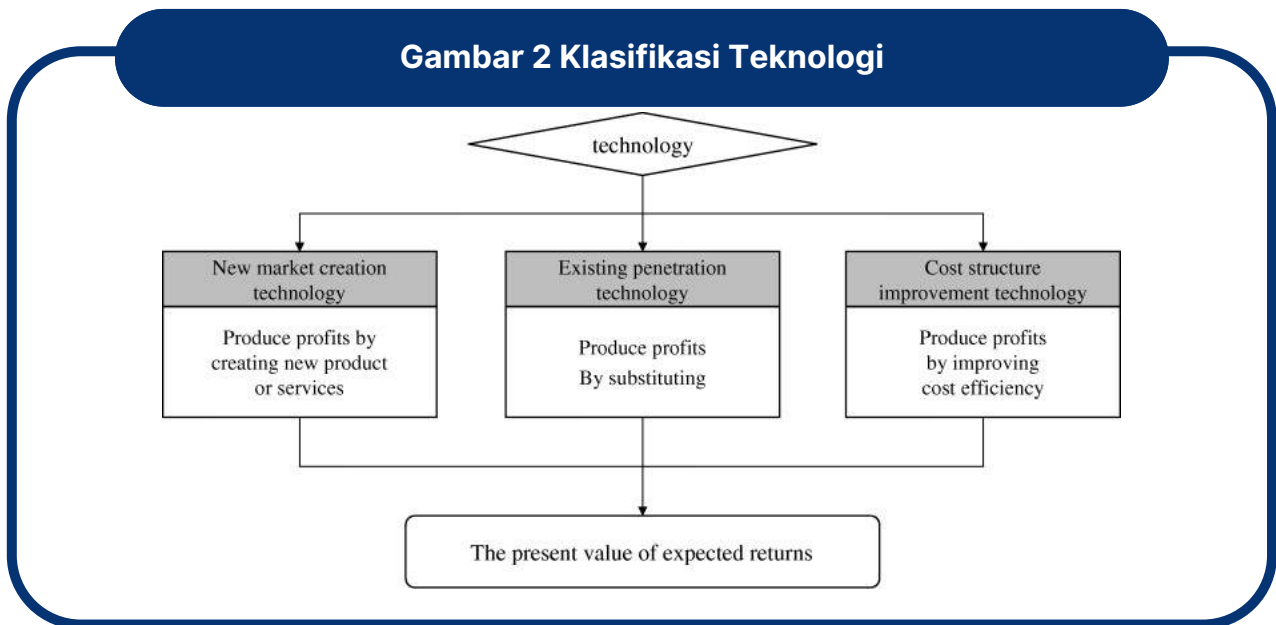 Gambar 2 Klasifikasi Teknologi
technology
New market creation
technology
Produce profits by
creating new product
or services
Existing penetration
technology
Produce profits
By substituting
Cost structure
improvement technology
Produce profits
by improving
cost efficiency
The present value of expected returns